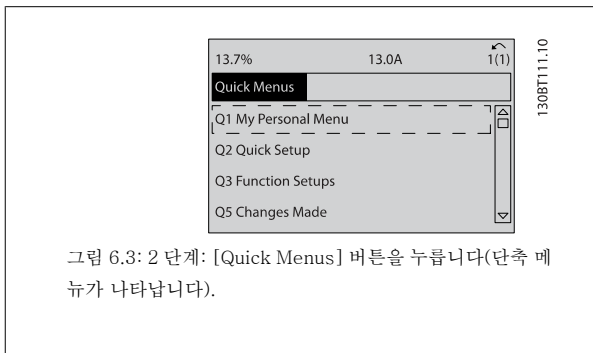 13.7% 13.0A 1(1)
Quick Menus
Q1 My Personal Menu
Q2 Quick Setup
Q3 Function Setups
Q5 Changes Made
130BT111.10
그림 6.3: 2 단계: [Quick Menus] 버튼을 누릅니다(단축 메
뉴가 나타납니다).